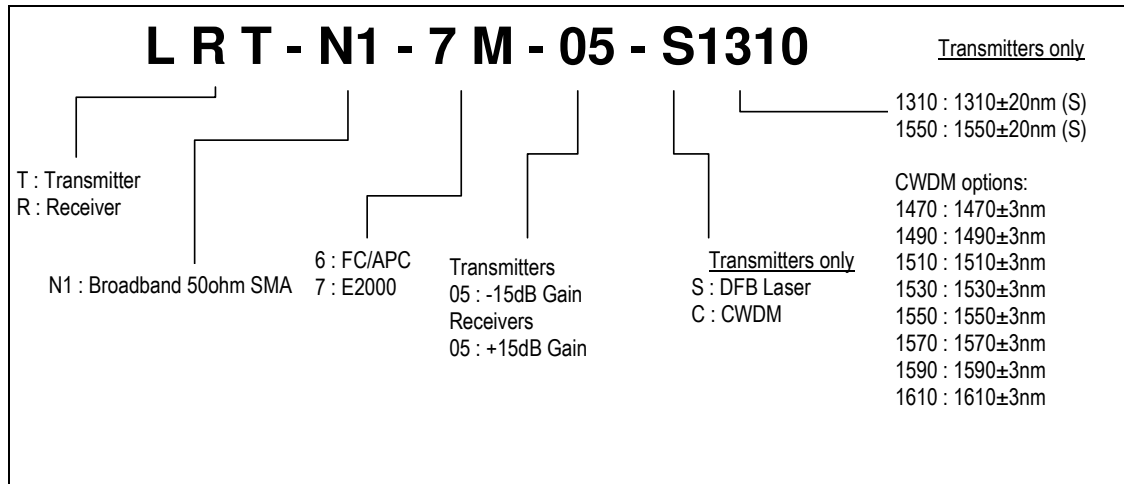 L R T - N1 - 7 M - 05 - S1310
Transmitters only
1310 : 1310±20nm (S)
1550 : 1550±20nm (S)
CWDM options:
1470 : 1470±3nm
1490 : 1490±3nm
1510 : 1510±3nm
1530 : 1530±3nm
1550 : 1550±3nm
1570 : 1570±3nm
1590 : 1590±3nm
1610 : 1610±3nm
T : Transmitter
R : Receiver
N1 : Broadband 50ohm SMA
6 : FC/APC
7 : E2000
Transmitters
05 : -15dB Gain
Receivers
05 : +15dB Gain
Transmitters only
S : DFB Laser
C : CWDM